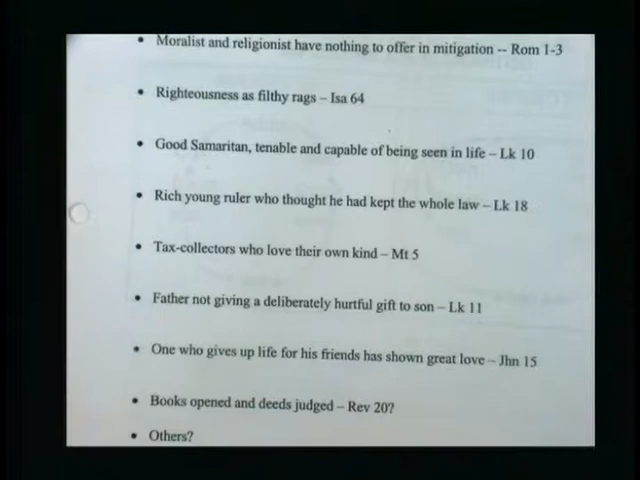 • Moralist and religionist have nothing to offer in mitigation -- Rom 1-3
• Righteousness as filthy rags – Isa 64
• Good Samaritan, tenable and capable of being seen in life – Lk 10
• Rich young ruler who thought he had kept the whole law – Lk 18
• Tax-collectors who love their own kind – Mt 5
• Father not giving a deliberately hurtful gift to son – Lk 11
• One who gives up life for his friends has shown great love – Jhn 15
• Books opened and deeds judged – Rev 20?
• Others?